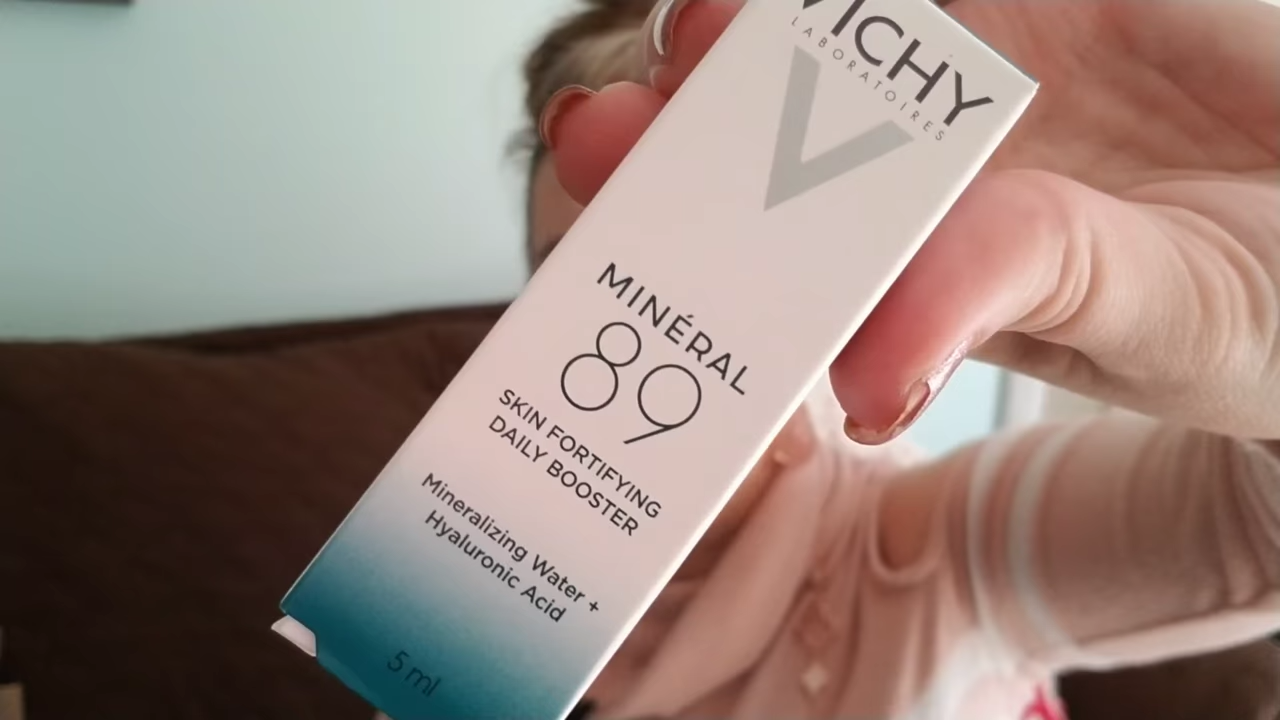 VICHY
LABORATOIRES
MINÉRAL
89
SKIN FORTIFYING
DAILY BOOSTER
Mineralizing Water +
Hyaluronic Acid
5 ml